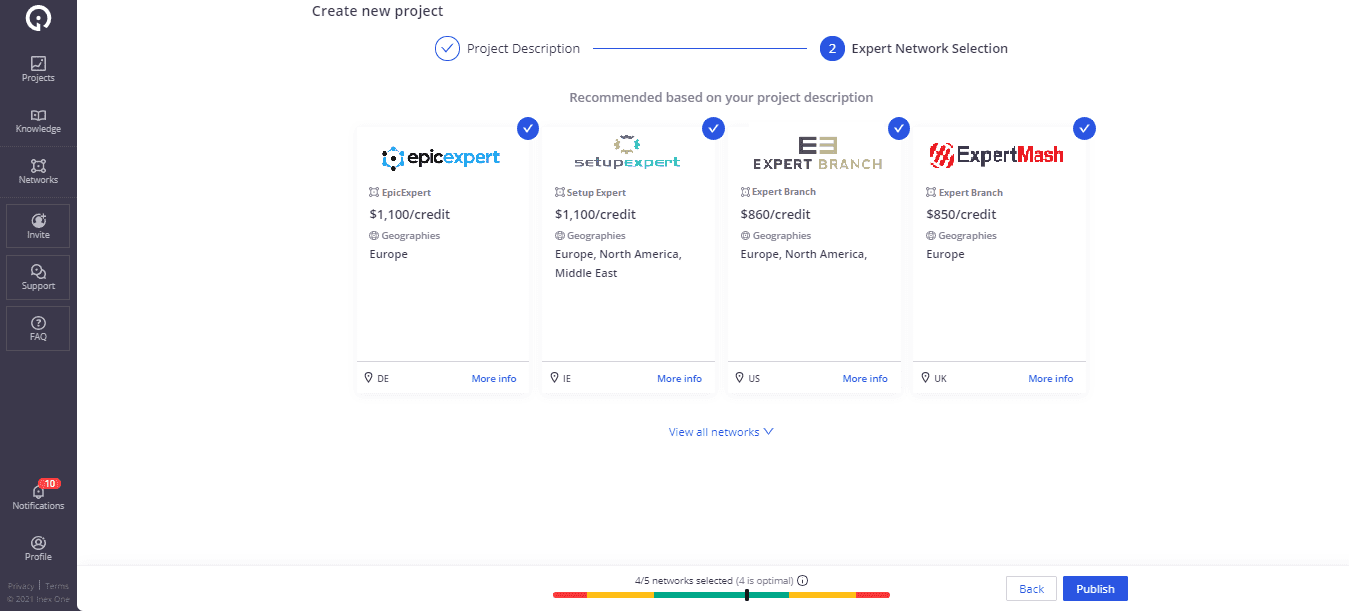 Create new project
Project Description
2 Expert Network Selection
Recommended based on your project description
Projects
Knowledge
Networks
Invite
Support
FAQ
10
Notifications
Profile
Privacy | Terms
© 2021 Inex One
epicexpert
EpicExpert
$1,100/credit
Geographies
Europe
DE More info
setupexpert
Setup Expert
$1,100/credit
Geographies
Europe, North America,
Middle East
IE More info
EXPERT BRANCH
Expert Branch
$860/credit
Geographies
Europe, North America,
US More info
ExpertMash
Expert Branch
$850/credit
Geographies
Europe
UK More info
View all networks
4/5 networks selected (4 is optimal)
Back Publish